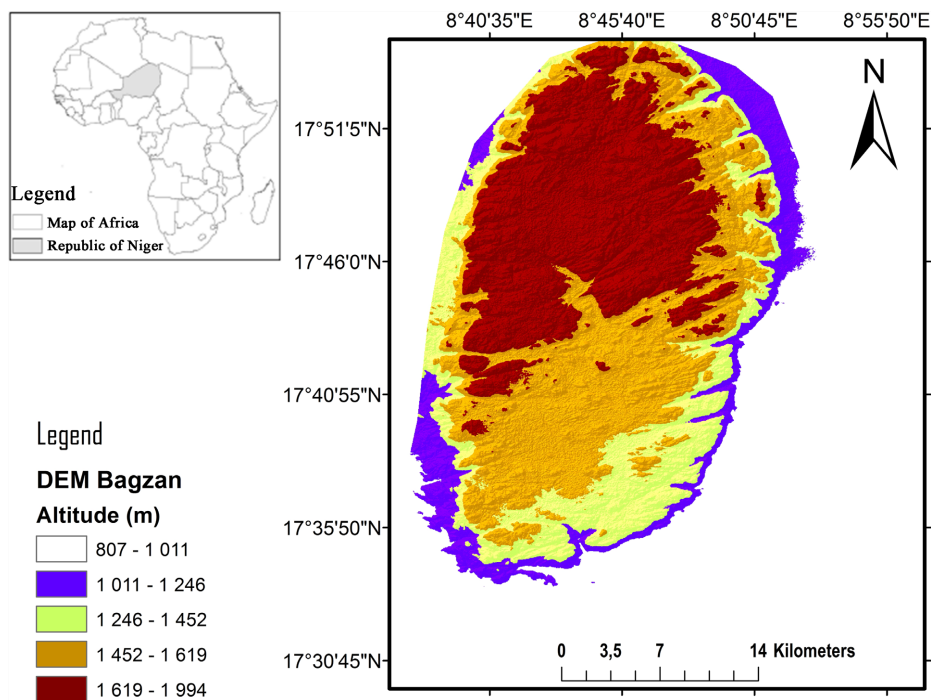 8°40'35"E 8°45'40"E 8°50'45"E 8°55'50"E
N
17°51'5"N
17°46'0"N
17°40'55"N
17°35'50"N
17°30'45"N
Legend
Map of Africa
Republic of Niger
Legend
DEM Bagzan
Altitude (m)
807 - 1 011
1 011 - 1 246
1 246 - 1 452
1 452 - 1 619
1 619 - 1 994
0 3,5 7 14 Kilometers